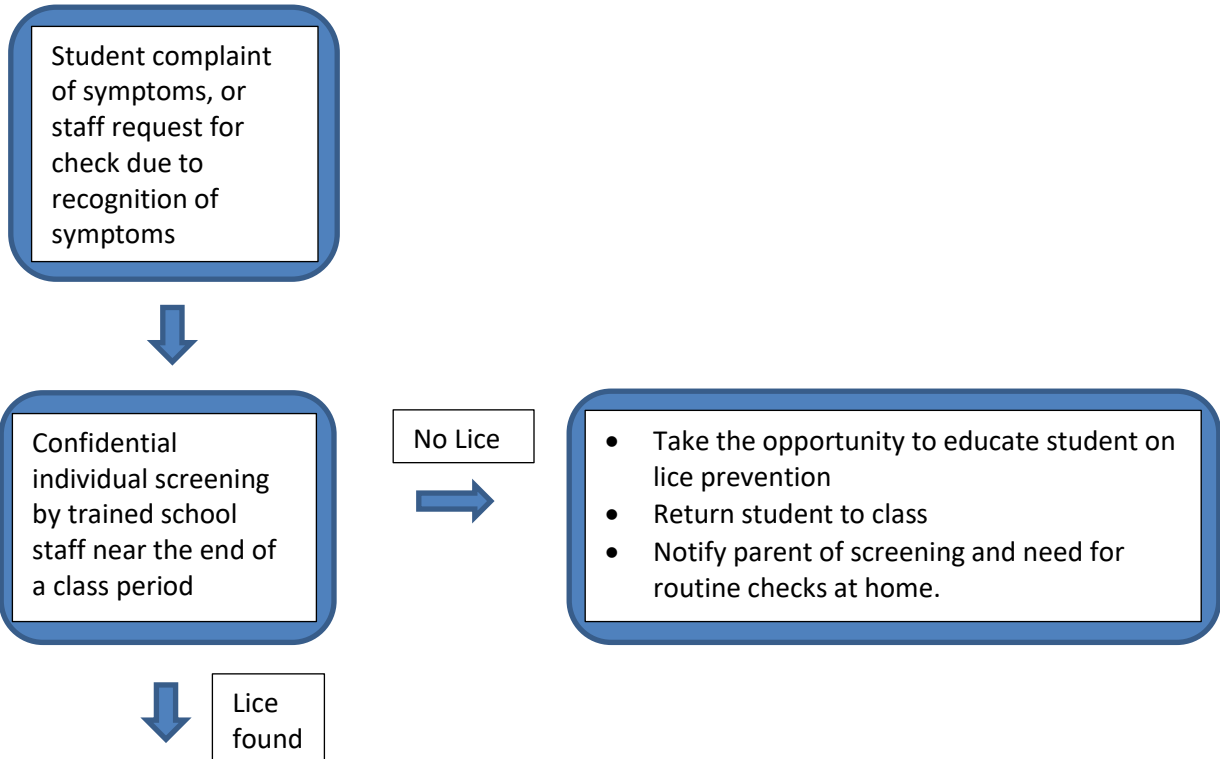 Student complaint
of symptoms, or
staff request for
check due to
recognition of
symptoms
Confidential
individual screening
by trained school
staff near the end of
a class period
No Lice
• Take the opportunity to educate student on
lice prevention
• Return student to class
• Notify parent of screening and need for
routine checks at home.
Lice
found